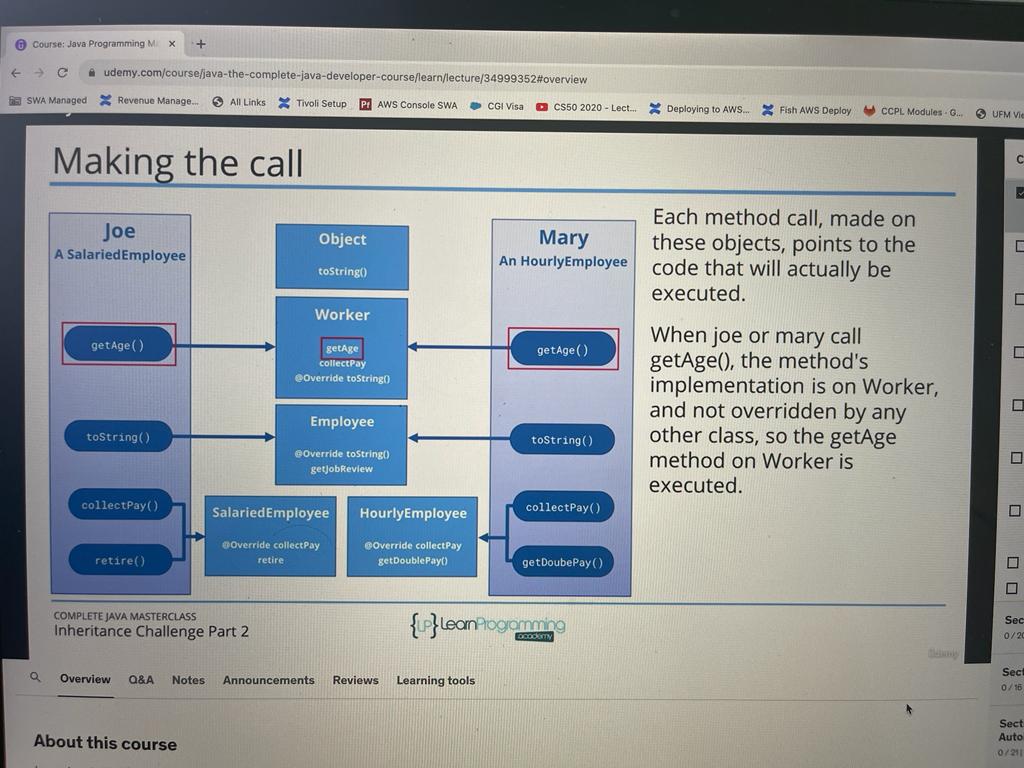 Course: Java Programming Ma
udemy.com/course/java-the-complete-java-developer-course/learn/lecture/34999352#overview
SWA Managed
Revenue Manage...
All Links
Tivoli Setup
AWS Console SWA
CGI Visa
CS50 2020 - Lect...
Deploying to AWS...
Fish AWS Deploy
CCPL Modules · G...
UFM Vie
Making the call
Joe
A SalariedEmployee
getAge()
toString()
collectPay()
retire()
Object
toString()
Worker
getAge
collectPay
@Override toString()
Employee
@Override toString()
getJobReview
SalariedEmployee
@Override collectPay
retire
HourlyEmployee
@Override collectPay
getDoublePay()
Mary
An HourlyEmployee
getAge()
toString()
collectPay()
getDoubePay()
Each method call, made on
these objects, points to the
code that will actually be
executed.
When joe or mary call
getAge(), the method's
implementation is on Worker,
and not overridden by any
other class, so the getAge
method on Worker is
executed.
COMPLETE JAVA MASTERCLASS
Inheritance Challenge Part 2
{LP} LearnProgramming
academy
Udemy
Overview
Q&A
Notes
Announcements
Reviews
Learning tools
About this course
C
Sec
0 / 20
Sect
0 / 16
Sect
Auto
0 / 21